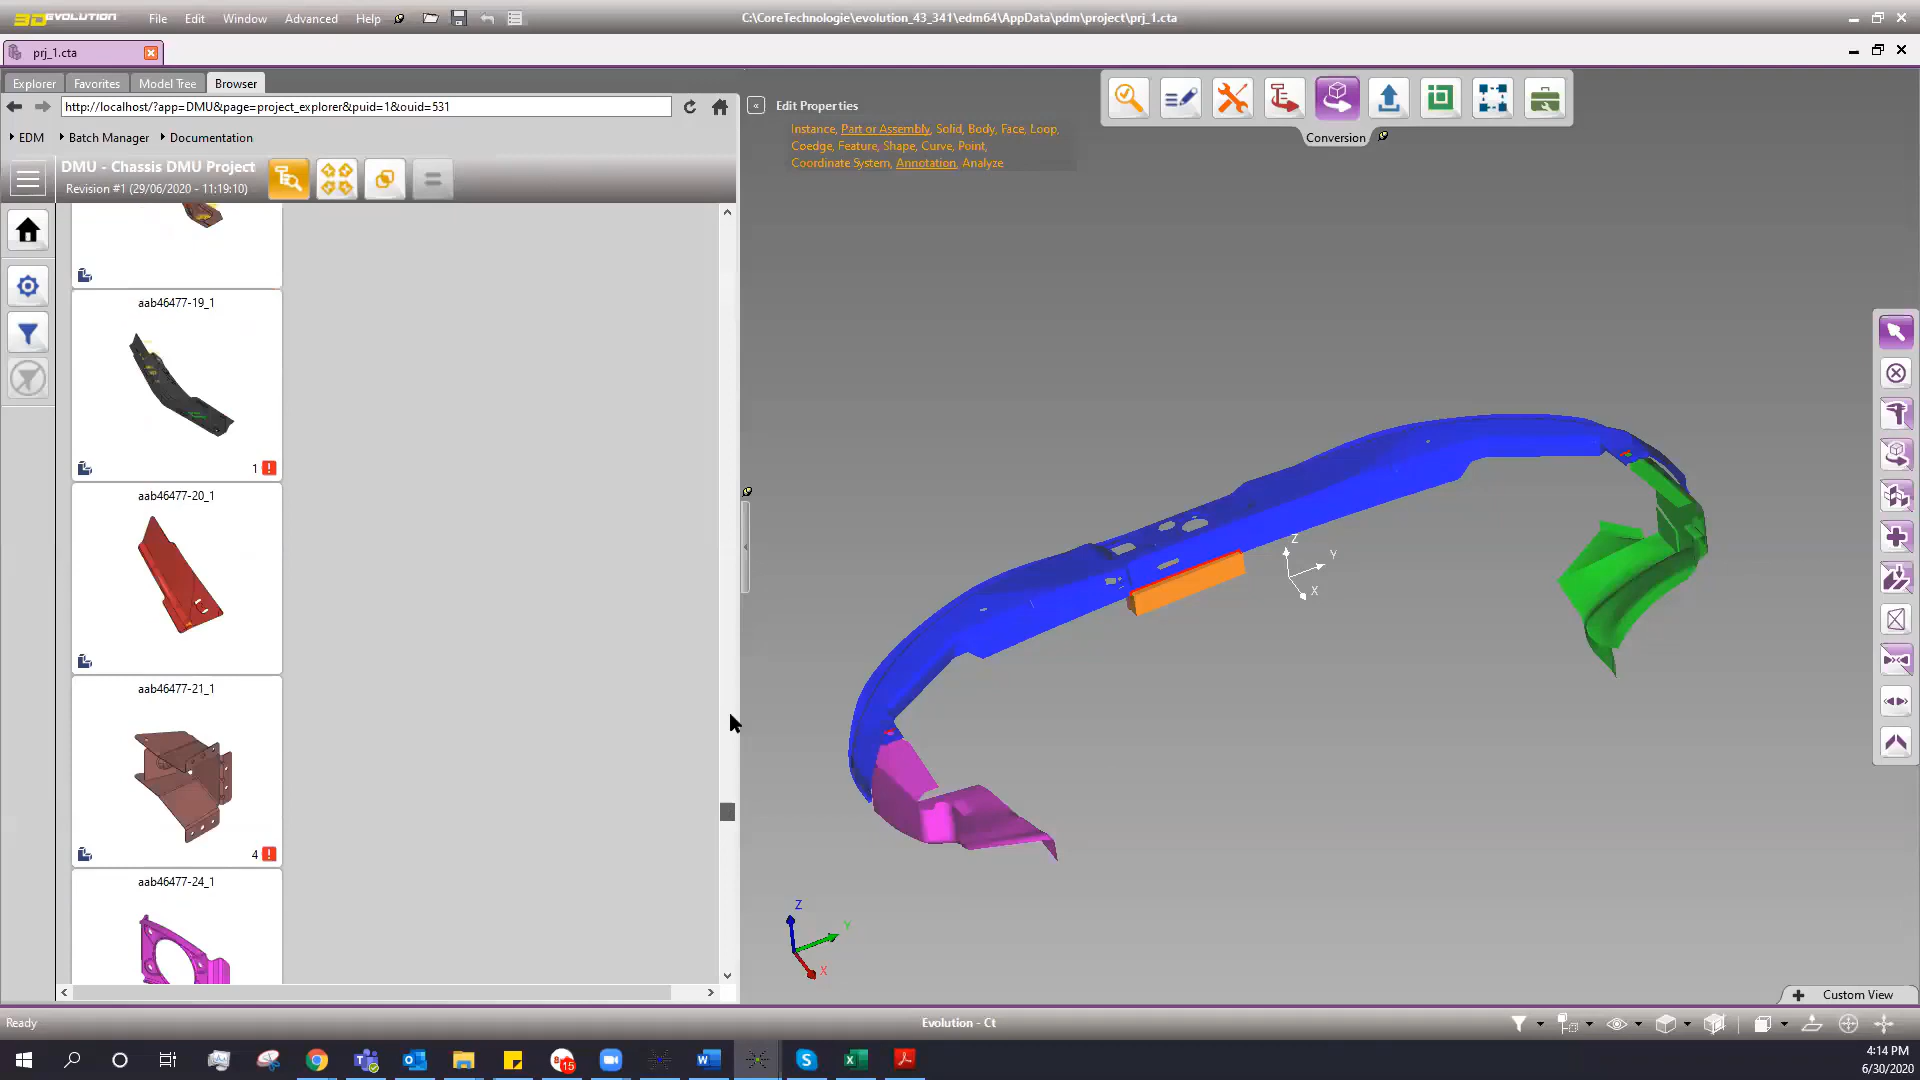 3DEVOLUTION File Edit Window Advanced Help C:\CoreTechnologie\evolution_43_341\edm64\AppData\pdm\project\prj_1.cta
prj_1.cta
Explorer Favorites Model Tree Browser
http://localhost/?app=DMU&page=project_explorer&puid=1&ouid=531
EDM Batch Manager Documentation
DMU - Chassis DMU Project
Revision #1 (29/06/2020 - 11:19:10)
aab46477-19_1
1
aab46477-20_1
aab46477-21_1
4
aab46477-24_1
Edit Properties
Instance, Part or Assembly, Solid, Body, Face, Loop,
Coedge, Feature, Shape, Curve, Point,
Coordinate System, Annotation, Analyze
Conversion
Z
Y
X
Z
Y
X
Custom View
Ready Evolution - Ct
15
4:14 PM
6/30/2020